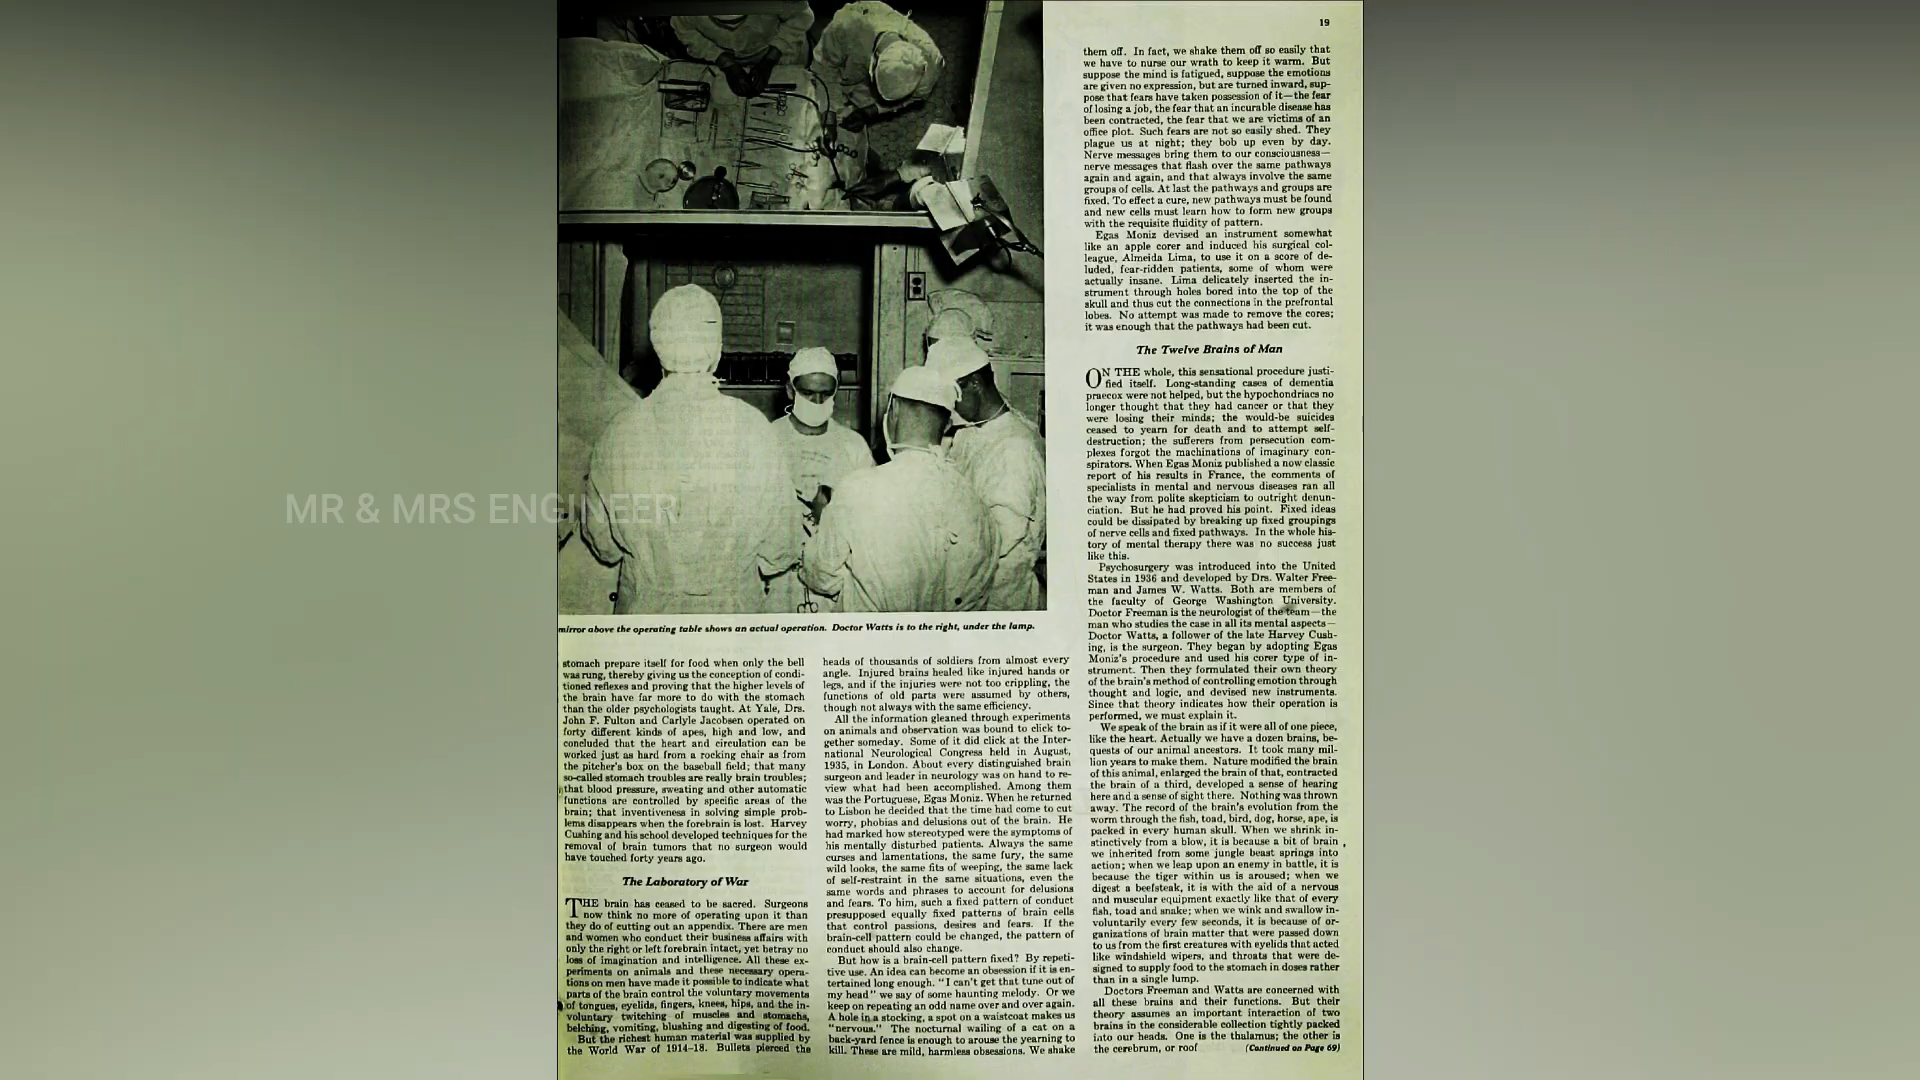 19
MR & MRS ENGINEER
mirror above the operating table shows an actual operation. Doctor Watts is to the right, under the lamp.
stomach prepare itself for food when only the bell
was rung, thereby giving us the conception of condi-
tioned reflexes and proving that the higher levels of
the brain have far more to do with the stomach
than the older psychologists taught. At Yale, Drs.
John F. Fulton and Carlyle Jacobsen operated on
forty different kinds of apes, high and low, and
concluded that the heart and circulation can be
worked just as hard from a rocking chair as from
the pitcher's box on the baseball field; that many
so-called stomach troubles are really brain troubles;
that blood pressure, sweating and other automatic
functions are controlled by specific areas of the
brain; that inventiveness in solving simple prob-
lems disappears when the forebrain is lost. Harvey
Cushing and his school developed techniques for the
removal of brain tumors that no surgeon would
have touched forty years ago.
The Laboratory of War
THE brain has ceased to be sacred. Surgeons
now think no more of operating upon it than
they do of cutting out an appendix. There are men
and women who conduct their business affairs with
only the right or left forebrain intact, yet betray no
loss of imagination and intelligence. All these ex-
periments on animals and these necessary opera-
tions on men have made it possible to indicate what
parts of the brain control the voluntary movements
of tongues, eyelids, fingers, knees, hips, and the in-
voluntary twitching of muscles and stomachs,
belching, vomiting, blushing and digesting of food.
But the richest human material was supplied by
the World War of 1914-18. Bullets pierced the
heads of thousands of soldiers from almost every
angle. Injured brains healed like injured hands or
legs, and if the injuries were not too crippling, the
functions of old parts were assumed by others,
though not always with the same efficiency.
All the information gleaned through experiments
on animals and observation was bound to click to-
gether someday. Some of it did click at the Inter-
national Neurological Congress held in August,
1935, in London. About every distinguished brain
surgeon and leader in neurology was on hand to re-
view what had been accomplished. Among them
was the Portuguese, Egas Moniz. When he returned
to Lisbon he decided that the time had come to cut
worry, phobias and delusions out of the brain. He
had marked how stereotyped were the symptoms of
his mentally disturbed patients. Always the same
curses and lamentations, the same fury, the same
wild looks, the same fits of weeping, the same lack
of self-restraint in the same situations, even the
same words and phrases to account for delusions
and fears. To him, such a fixed pattern of conduct
presupposed equally fixed patterns of brain cells
that control passions, desires and fears. If the
brain-cell pattern could be changed, the pattern of
conduct should also change.
But how is a brain-cell pattern fixed? By repeti-
tive use. An idea can become an obsession if it is en-
tertained long enough. "I can't get that tune out of
my head" we say of some haunting melody. Or we
keep on repeating an odd name over and over again.
A hole in a stocking, a spot on a waistcoat makes us
"nervous." The nocturnal wailing of a cat on a
back-yard fence is enough to arouse the yearning to
kill. These are mild, harmless obsessions. We shake
them off. In fact, we shake them off so easily that
we have to nurse our wrath to keep it warm. But
suppose the mind is fatigued, suppose the emotions
are given no expression, but are turned inward, sup-
pose that fears have taken possession of it—the fear
of losing a job, the fear that an incurable disease has
been contracted, the fear that we are victims of an
office plot. Such fears are not so easily shed. They
plague us at night; they bob up even by day.
Nerve messages bring them to our consciousness—
nerve messages that flash over the same pathways
again and again, and that always involve the same
groups of cells. At last the pathways and groups are
fixed. To effect a cure, new pathways must be found
and new cells must learn how to form new groups
with the requisite fluidity of pattern.
Egas Moniz devised an instrument somewhat
like an apple corer and induced his surgical col-
league, Almeida Lima, to use it on a score of de-
luded, fear-ridden patients, some of whom were
actually insane. Lima delicately inserted the in-
strument through holes bored into the top of the
skull and thus cut the connections in the prefrontal
lobes. No attempt was made to remove the cores;
it was enough that the pathways had been cut.
The Twelve Brains of Man
ON THE whole, this sensational procedure justi-
fied itself. Long-standing cases of dementia
praecox were not helped, but the hypochondriacs no
longer thought that they had cancer or that they
were losing their minds; the would-be suicides
ceased to yearn for death and to attempt self-
destruction; the sufferers from persecution com-
plexes forgot the machinations of imaginary con-
spirators. When Egas Moniz published a now classic
report of his results in France, the comments of
specialists in mental and nervous diseases ran all
the way from polite skepticism to outright denun-
ciation. But he had proved his point. Fixed ideas
could be dissipated by breaking up fixed groupings
of nerve cells and fixed pathways. In the whole his-
tory of mental therapy there was no success just
like this.
Psychosurgery was introduced into the United
States in 1936 and developed by Drs. Walter Free-
man and James W. Watts. Both are members of
the faculty of George Washington University.
Doctor Freeman is the neurologist of the team—the
man who studies the case in all its mental aspects—
Doctor Watts, a follower of the late Harvey Cush-
ing, is the surgeon. They began by adopting Egas
Moniz's procedure and used his corer type of in-
strument. Then they formulated their own theory
of the brain's method of controlling emotion through
thought and logic, and devised new instruments.
Since that theory indicates how their operation is
performed, we must explain it.
We speak of the brain as if it were all of one piece,
like the heart. Actually we have a dozen brains, be-
quests of our animal ancestors. It took many mil-
lion years to make them. Nature modified the brain
of this animal, enlarged the brain of that, contracted
the brain of a third, developed a sense of hearing
here and a sense of sight there. Nothing was thrown
away. The record of the brain's evolution from the
worm through the fish, toad, bird, dog, horse, ape, is
packed in every human skull. When we shrink in-
stinctively from a blow, it is because a bit of brain
we inherited from some jungle beast springs into
action; when we leap upon an enemy in battle, it is
because the tiger within us is aroused; when we
digest a beefsteak, it is with the aid of a nervous
and muscular equipment exactly like that of every
fish, toad and snake; when we wink and swallow in-
voluntarily every few seconds, it is because of or-
ganizations of brain matter that were passed down
to us from the first creatures with eyelids that acted
like windshield wipers, and throats that were de-
signed to supply food to the stomach in doses rather
than in a single lump.
Doctors Freeman and Watts are concerned with
all these brains and their functions. But their
theory assumes an important interaction of two
brains in the considerable collection tightly packed
into our heads. One is the thalamus; the other is
the cerebrum, or roof (Continued on Page 69)